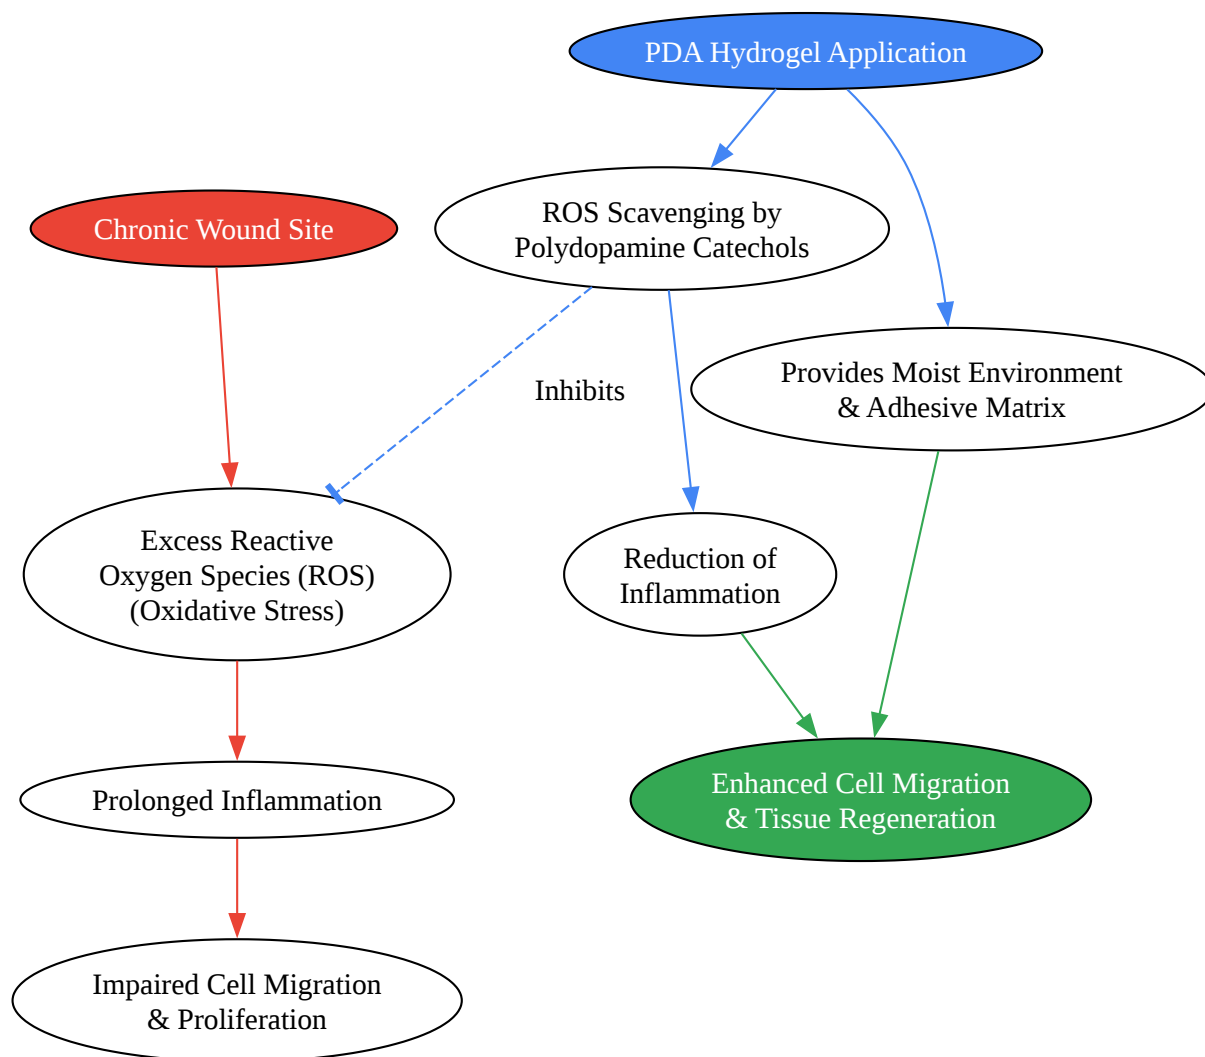 PDA Hydrogel Application
ROS Scavenging by
Polydopamine Catechols
Chronic Wound Site
Inhibits
Provides Moist Environment
& Adhesive Matrix
Excess Reactive
Oxygen Species (ROS)
(Oxidative Stress)
Reduction of
Inflammation
Prolonged Inflammation
Enhanced Cell Migration
& Tissue Regeneration
Impaired Cell Migration
& Proliferation